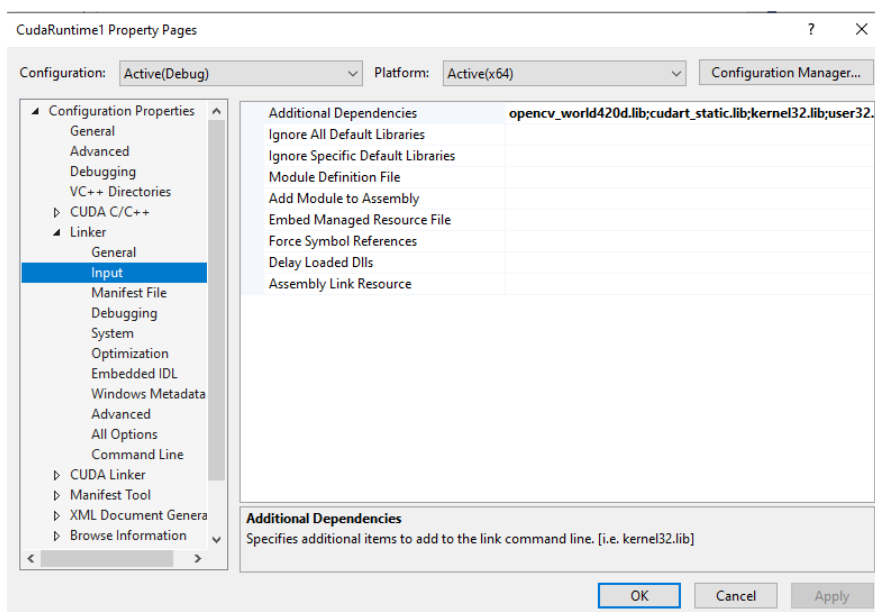 CudaRuntime1 Property Pages ? ×
Configuration: Active(Debug) Platform: Active(x64) Configuration Manager...
Configuration Properties
General
Advanced
Debugging
VC++ Directories
CUDA C/C++
Linker
General
Input
Manifest File
Debugging
System
Optimization
Embedded IDL
Windows Metadata
Advanced
All Options
Command Line
CUDA Linker
Manifest Tool
XML Document Genera
Browse Information
Additional Dependencies opencv_world420d.lib;cudart_static.lib;kernel32.lib;user32.
Ignore All Default Libraries
Ignore Specific Default Libraries
Module Definition File
Add Module to Assembly
Embed Managed Resource File
Force Symbol References
Delay Loaded Dlls
Assembly Link Resource
Additional Dependencies
Specifies additional items to add to the link command line. [i.e. kernel32.lib]
OK Cancel Apply